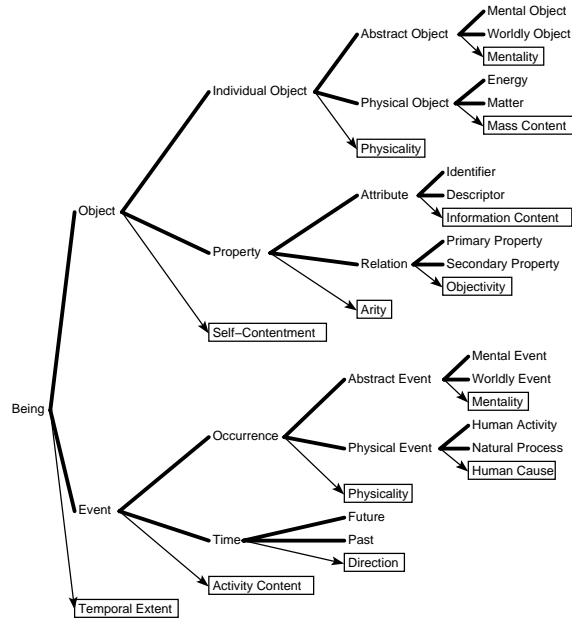 Mental Object
Abstract Object
Worldly Object
Mentality
Energy
Individual Object
Physical Object
Matter
Mass Content
Physicality
Identifier
Attribute
Descriptor
Object
Information Content
Primary Property
Property
Relation
Secondary Property
Objectivity
Arity
Self-Contentment
Mental Event
Abstract Event
Worldly Event
Mentality
Being
Human Activity
Occurrence
Physical Event
Natural Process
Human Cause
Physicality
Event
Future
Time
Past
Direction
Activity Content
Temporal Extent